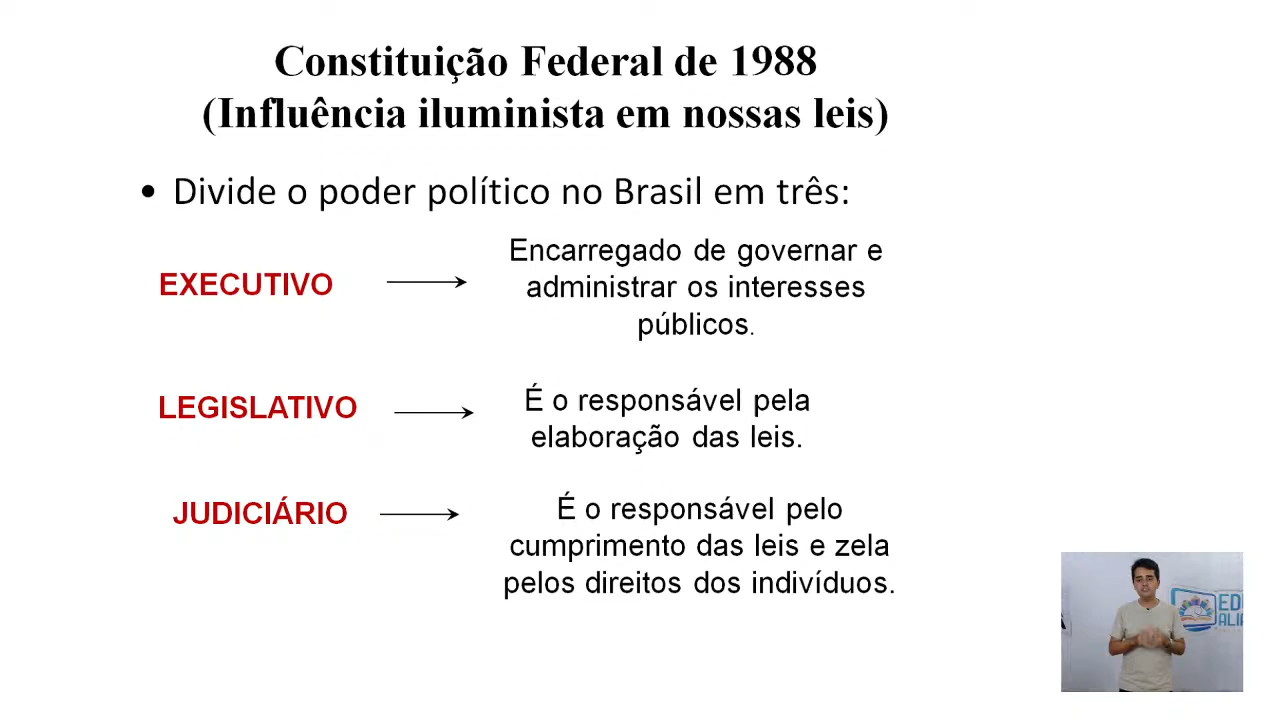 Constituição Federal de 1988
(Influência iluminista em nossas leis)
• Divide o poder político no Brasil em três:
EXECUTIVO
Encarregado de governar e
administrar os interesses
públicos.
LEGISLATIVO
É o responsável pela
elaboração das leis.
JUDICIÁRIO
É o responsável pelo
cumprimento das leis e zela
pelos direitos dos indivíduos.